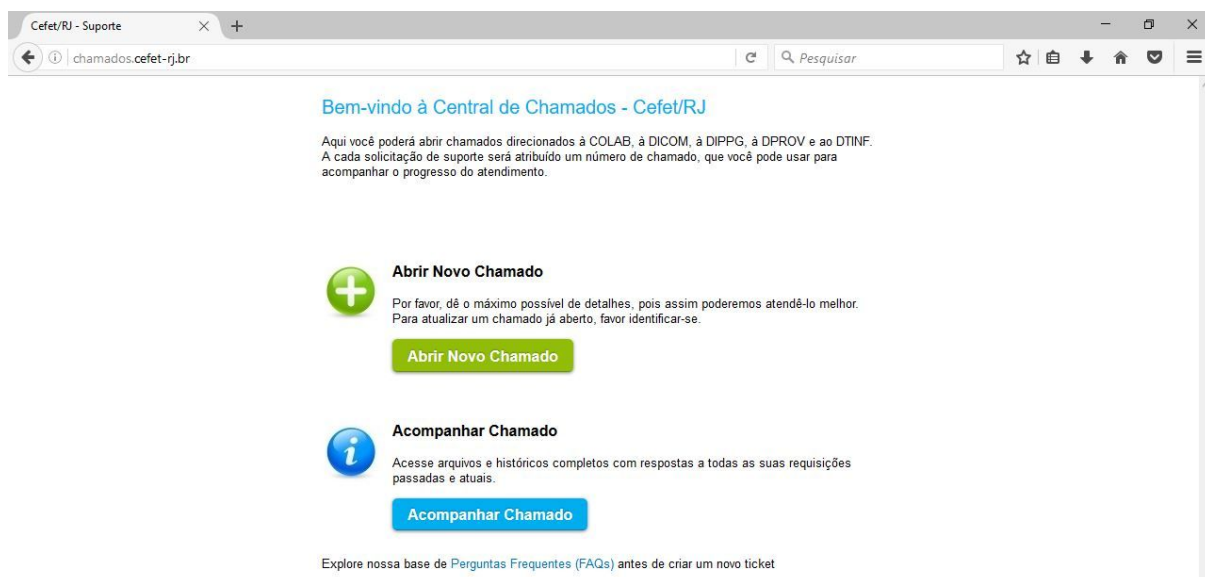 Cefet/RJ - Suporte
chamados.cefet-rj.br
Pesquisar
Bem-vindo à Central de Chamados - Cefet/RJ
Aqui você poderá abrir chamados direcionados à COLAB, à DICOM, à DIPPG, à DPROV e ao DTINF.
A cada solicitação de suporte será atribuído um número de chamado, que você pode usar para
acompanhar o progresso do atendimento.
Abrir Novo Chamado
Por favor, dê o máximo possível de detalhes, pois assim poderemos atendê-lo melhor.
Para atualizar um chamado já aberto, favor identificar-se.
Abrir Novo Chamado
Acompanhar Chamado
Acesse arquivos e históricos completos com respostas a todas as suas requisições
passadas e atuais.
Acompanhar Chamado
Explore nossa base de Perguntas Frequentes (FAQs) antes de criar um novo ticket